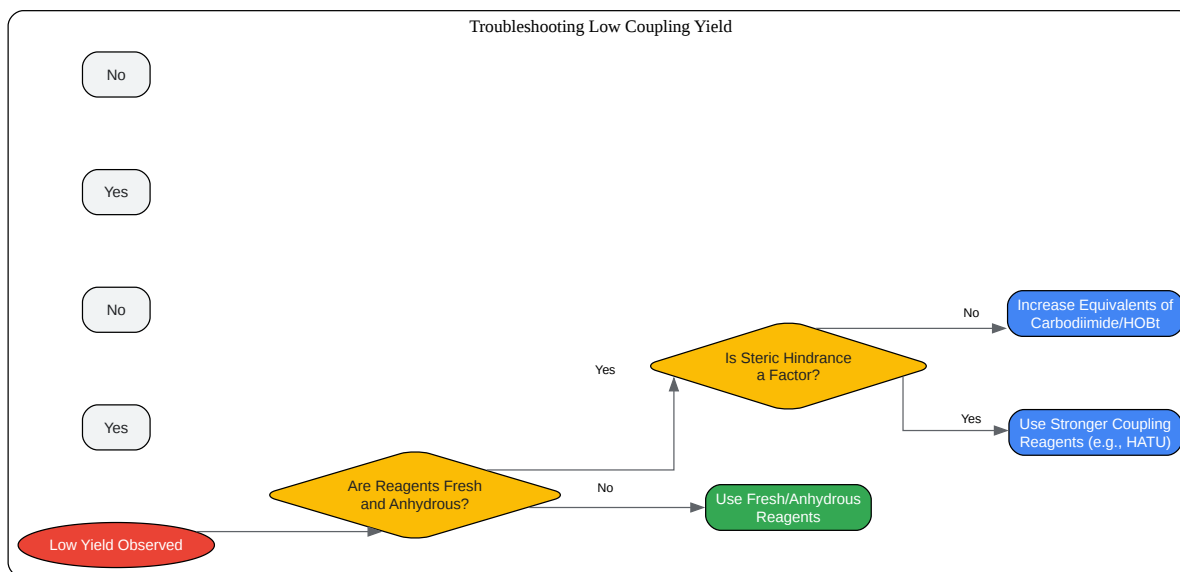 Troubleshooting Low Coupling Yield
No
Yes
No
Increase Equivalents of
Carbodiimide/HOBt
No
Is Steric Hindrance
a Factor?
Yes
Yes
Use Stronger Coupling
Reagents (e.g., HATU)
Yes
Are Reagents Fresh
and Anhydrous?
No
Use Fresh/Anhydrous
Reagents
Low Yield Observed